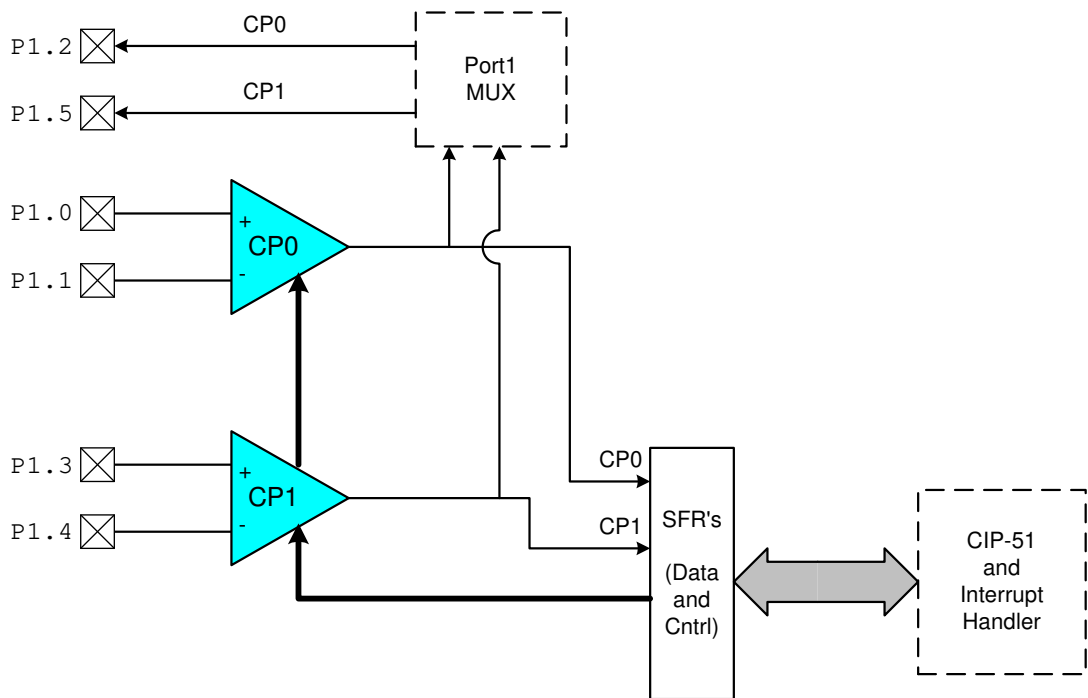 CP0
P1.2
Port1
MUX
CP1
P1.5
P1.0
+
CP0
-
P1.1
P1.3
+
CP1
-
P1.4
CP0
CP1
SFR's
(Data
and
Cntrl)
CIP-51
and
Interrupt
Handler